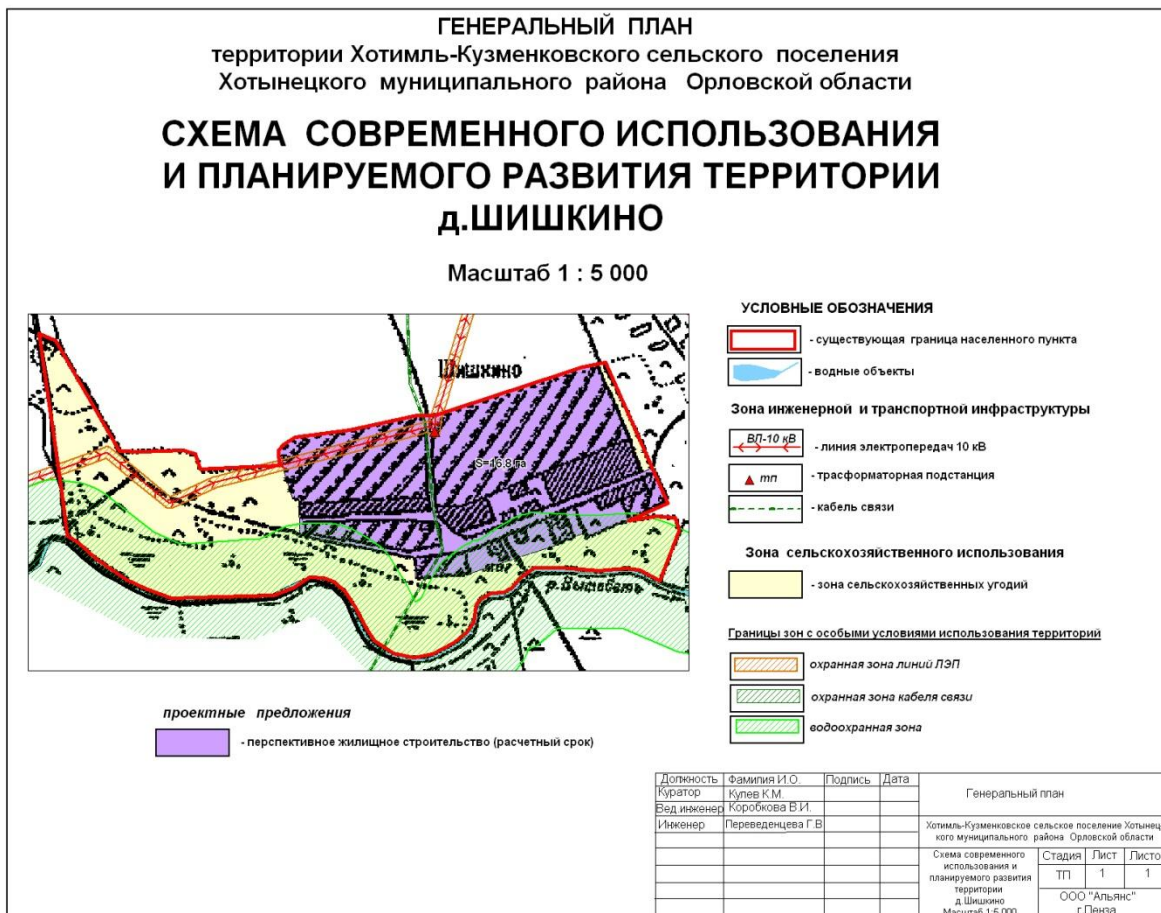 ГЕНЕРАЛЬНЫЙ ПЛАН
территории Хотимль-Кузменковского сельского поселения
Хотынецкого муниципального района Орловской области
СХЕМА СОВРЕМЕННОГО ИСПОЛЬЗОВАНИЯ
И ПЛАНИРУЕМОГО РАЗВИТИЯ ТЕРРИТОРИИ
д.ШИШКИНО
Масштаб 1 : 5 000
Шишкино
S=16,8 га
УСЛОВНЫЕ ОБОЗНАЧЕНИЯ
- существующая граница населенного пункта
- водные объекты
Зона инженерной и транспортной инфраструктуры
ВЛ-10 кВ
- линия электропередач 10 кВ
тп
- трасформаторная подстанция
- кабель связи
Зона сельскохозяйственного использования
- зона сельскохозяйственных угодий
Границы зон с особыми условиями использования территорий
охранная зона линий ЛЭП
охранная зона кабеля связи
водоохранная зона
проектные предложения
- перспективное жилищное строительство (расчетный срок)
Должность Фамилия И.О. Подпись Дата
Куратор Кулев К.М.
Вед.инженер Коробкова В.И.
Инженер Переведенцева Г.В
Генеральный план
Хотимль-Кузменковское сельское поселение Хотынец-
кого муниципального района Орловской области
Схема современного
использования и
планируемого развития
территории
д.Шишкино
Масштаб 1:5 000
Стадия Лист Листо
ТП 1 1
ООО "Альянс"
г.Пенза